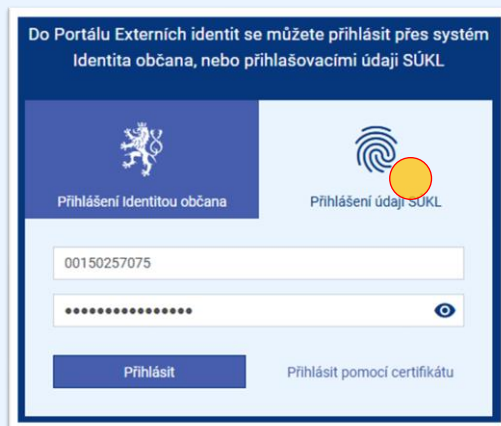 Do Portálu Externích identit se můžete přihlásit přes systém
Identita občana, nebo přihlašovacími údaji SÚKL
Přihlášení Identitou občana
Přihlášení údaji SÚKL
00150257075
••••••••••••••••
Přihlásit
Přihlásit pomocí certifikátu